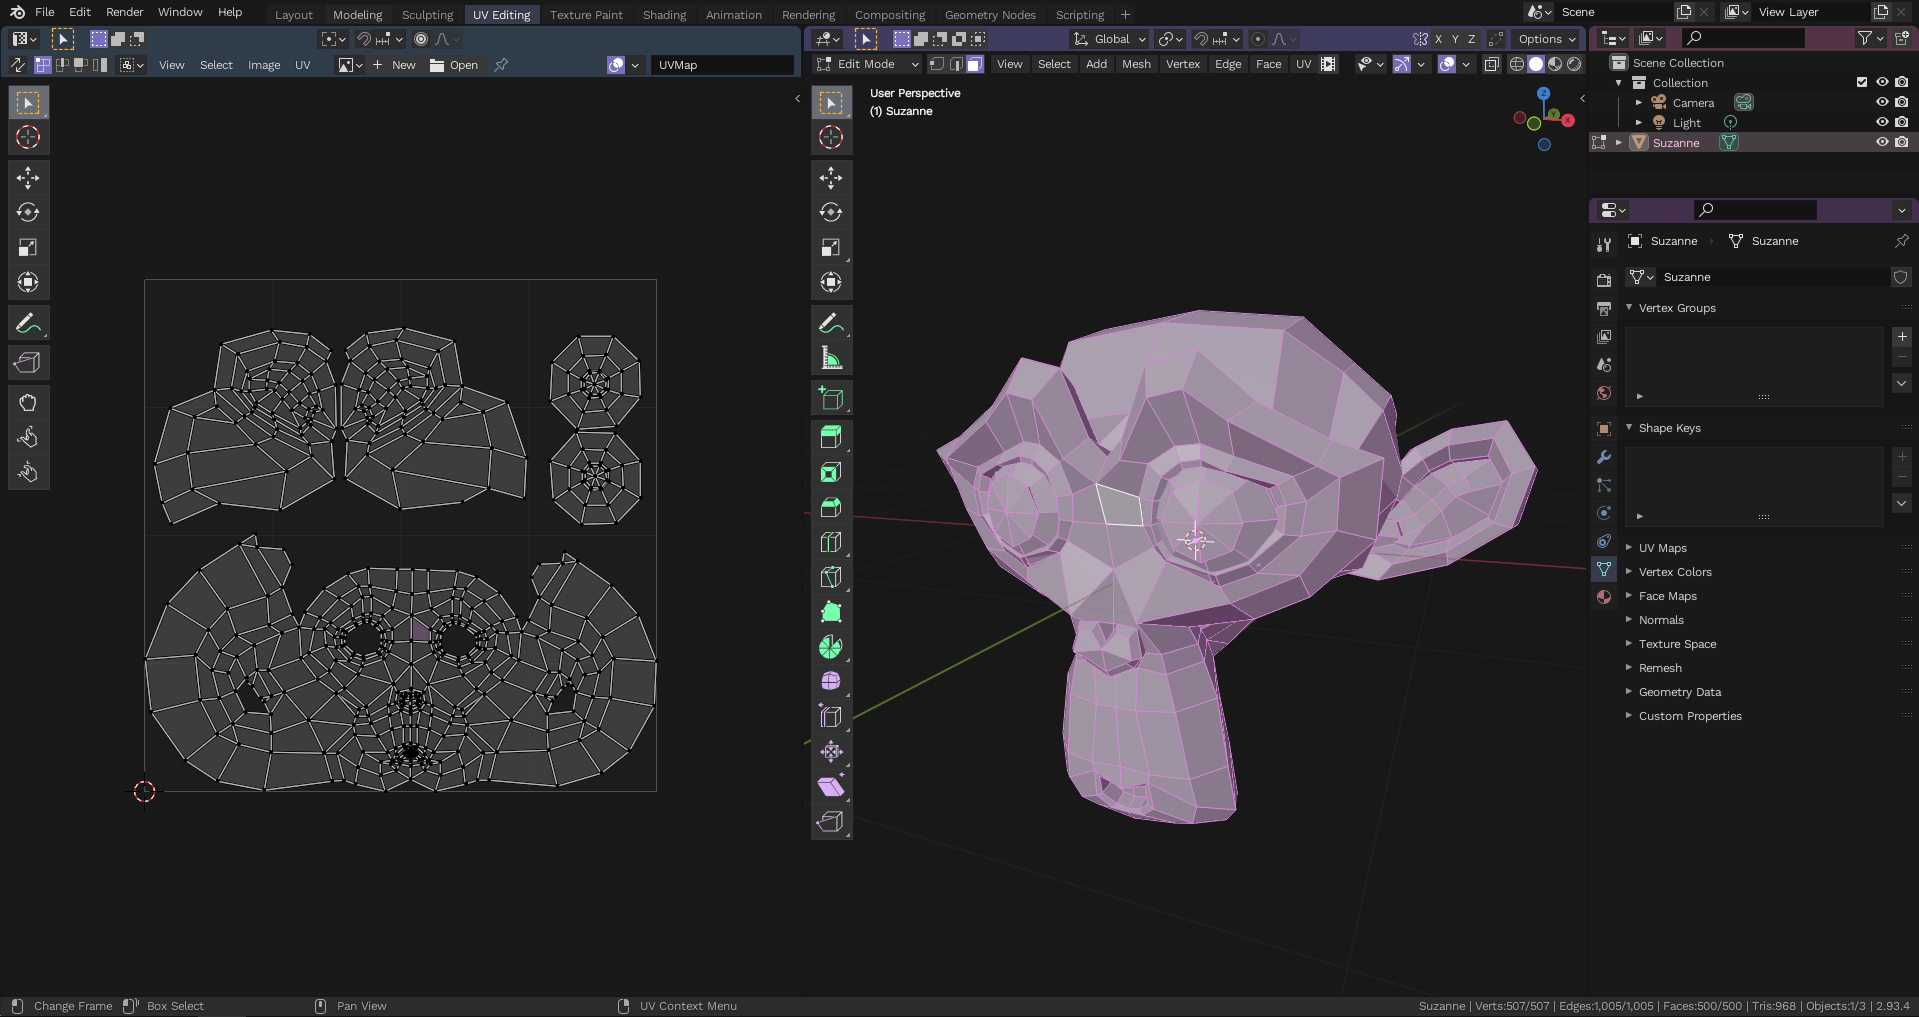 File Edit Render Window Help
Layout Modeling Sculpting UV Editing Texture Paint Shading Animation Rendering Compositing Geometry Nodes Scripting
Scene
View Layer
Global
X Y Z
Options
View Select Image UV
New
Open
UVMap
Edit Mode
View Select Add Mesh Vertex Edge Face UV
User Perspective
(1) Suzanne
Z
Y
X
Scene Collection
Collection
Camera
Light
Suzanne
Suzanne
Suzanne
Suzanne
Vertex Groups
Shape Keys
UV Maps
Vertex Colors
Face Maps
Normals
Texture Space
Remesh
Geometry Data
Custom Properties
Change Frame
Box Select
Pan View
UV Context Menu
Suzanne | Verts:507/507 | Edges:1,005/1,005 | Faces:500/500 | Tris:968 | Objects:1/3 | 2.93.4